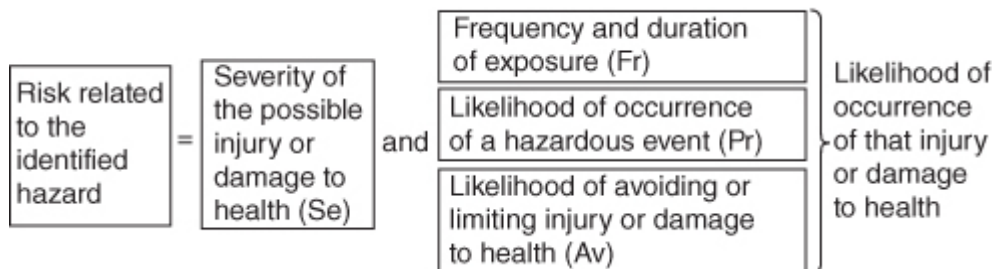 Risk related
to the
identified
hazard
=
Severity of
the possible
injury or
damage to
health (Se)
and
Frequency and duration
of exposure (Fr)
Likelihood of occurrence
of a hazardous event (Pr)
Likelihood of avoiding or
limiting injury or damage
to health (Av)
Likelihood of
occurrence
of that injury
or damage
to health